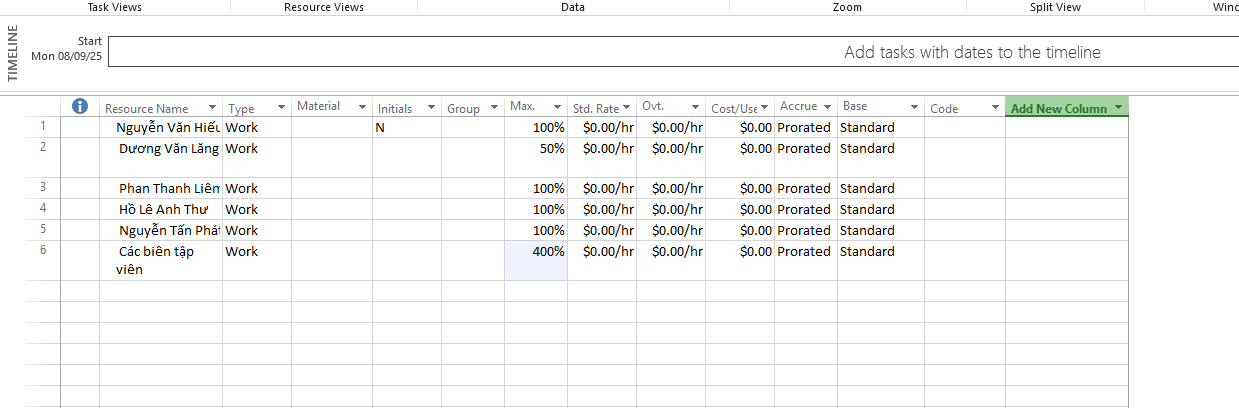 Task Views Resource Views Data Zoom Split View Wind
TIMELINE
Start
Mon 08/09/25
Add tasks with dates to the timeline
Resource Name Type Material Initials Group Max. Std. Rate Ovt. Cost/Use Accrue Base Code Add New Column
1 Nguyễn Văn Hiếu Work N 100% $0.00/hr $0.00/hr $0.00 Prorated Standard
2 Dương Văn Lăng Work 50% $0.00/hr $0.00/hr $0.00 Prorated Standard
3 Phan Thanh Liêm Work 100% $0.00/hr $0.00/hr $0.00 Prorated Standard
4 Hồ Lê Anh Thư Work 100% $0.00/hr $0.00/hr $0.00 Prorated Standard
5 Nguyễn Tấn Phát Work 100% $0.00/hr $0.00/hr $0.00 Prorated Standard
6 Các biên tập Work 400% $0.00/hr $0.00/hr $0.00 Prorated Standard
viên